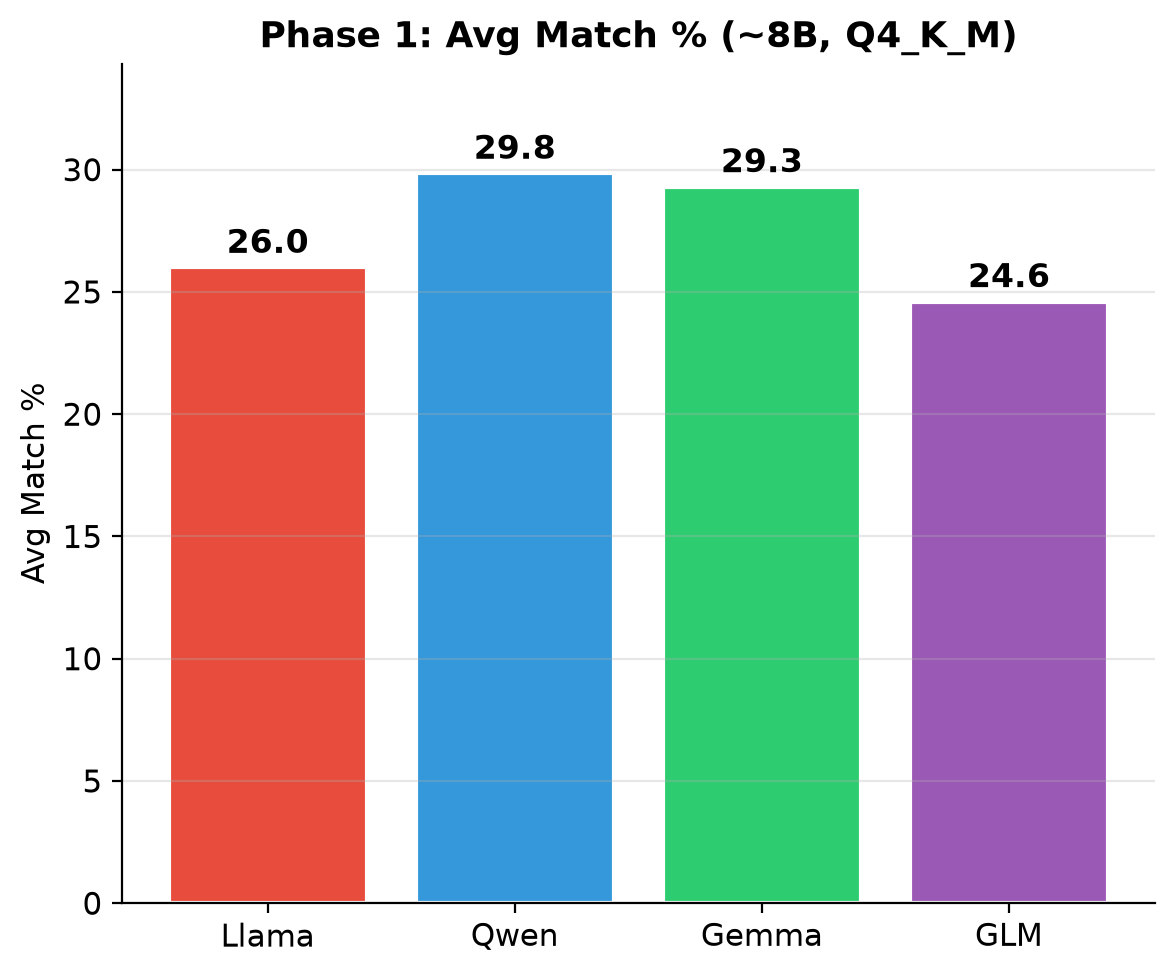 Phase 1: Avg Match % (~8B, Q4_K_M)
Avg Match %
30
25
20
15
10
5
0
26.0
29.8
29.3
24.6
Llama
Qwen
Gemma
GLM